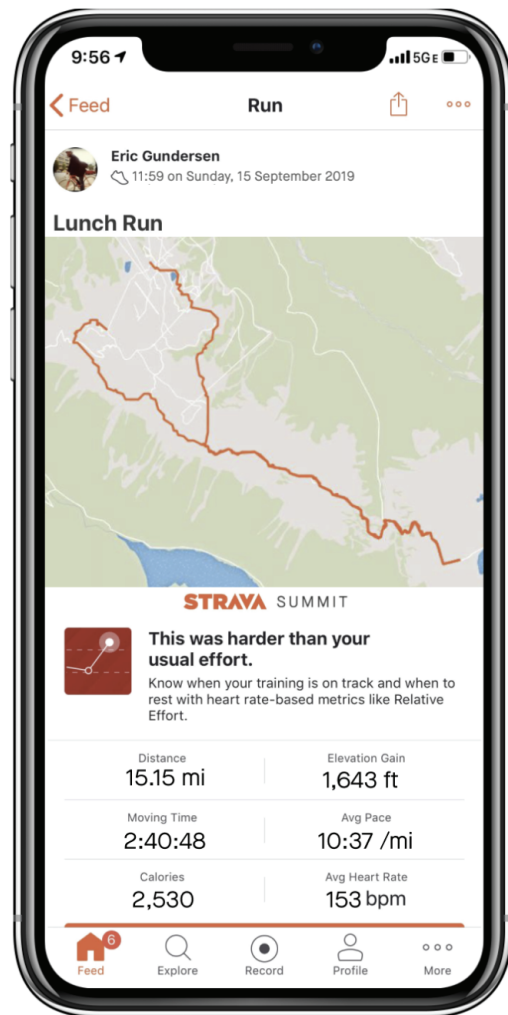 9:56
5GE
Feed
Run
Eric Gundersen
11:59 on Sunday, 15 September 2019
Lunch Run
STRAVA SUMMIT
This was harder than your
usual effort.
Know when your training is on track and when to
rest with heart rate-based metrics like Relative
Effort.
Distance
15.15 mi
Elevation Gain
1,643 ft
Moving Time
2:40:48
Avg Pace
10:37 /mi
Calories
2,530
Avg Heart Rate
153 bpm
6
Feed
Explore
Record
Profile
More